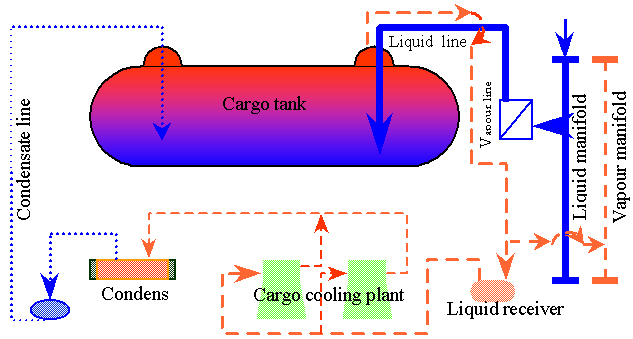 Liquid line
Cargo tank
Condensate line
Vapour line
Liquid manifold
Vapour manifold
Condens
Cargo cooling plant
Liquid receiver